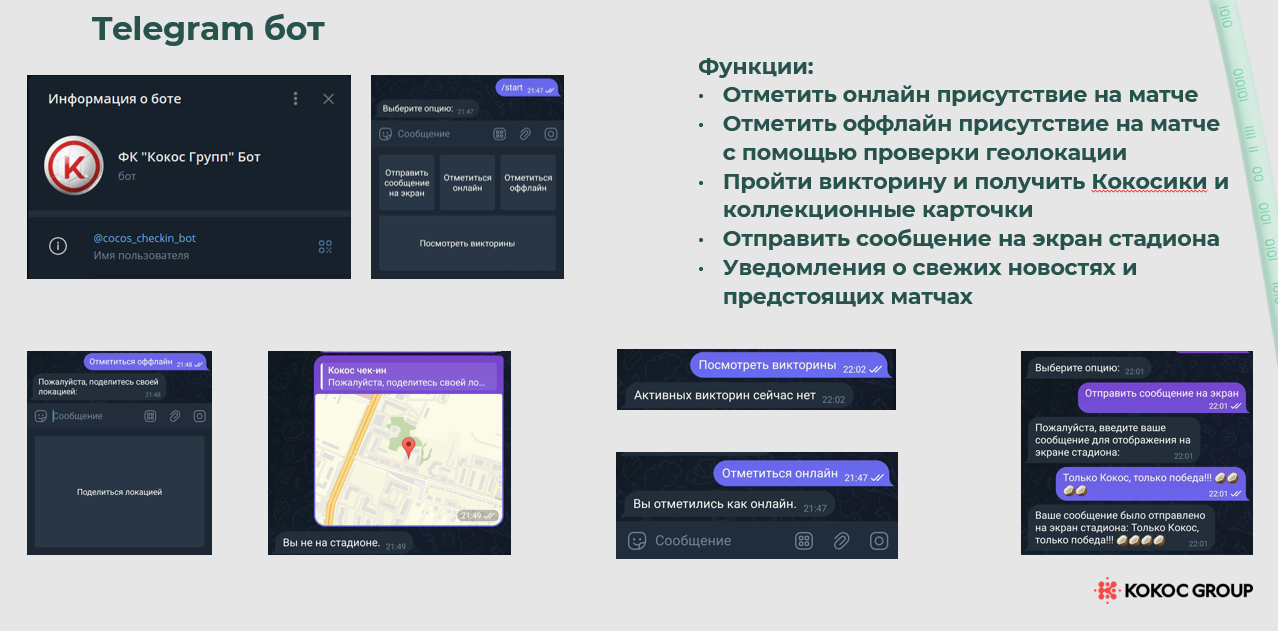 Telegram бот
Информация о боте
ФК "Кокос Групп" Бот
бот
@cocos_checkin_bot
Имя пользователя
/start 21:47
Выберите опцию: 21:47
Сообщение
Отправить
сообщение
на экран
Отметиться
онлайн
Отметиться
оффлайн
Посмотреть викторины
Функции:
• Отметить онлайн присутствие на матче
• Отметить оффлайн присутствие на матче
с помощью проверки геолокации
• Пройти викторину и получить Кокосики и
коллекционные карточки
• Отправить сообщение на экран стадиона
• Уведомления о свежих новостях и
предстоящих матчах
Отметиться оффлайн 21:48
Пожалуйста, поделитесь своей
локацией: 21:48
Сообщение
Поделиться локацией
Кокос чек-ин
Пожалуйста, поделитесь своей ло...
21:49
Вы не на стадионе. 21:49
Посмотреть викторины 22:02
Активных викторин сейчас нет 22:02
Отметиться онлайн 21:47
Вы отметились как онлайн. 21:47
Сообщение
Выберите опцию: 22:01
Отправить сообщение на экран
22:01
Пожалуйста, введите ваше
сообщение для отображения на
экране стадиона: 22:01
Только Кокос, только победа!!! 🥥🥥
🥥🥥 22:01
Ваше сообщение было отправлено
на экран стадиона: Только Кокос,
только победа!!! 🥥🥥🥥🥥 22:01
KOKOC GROUP